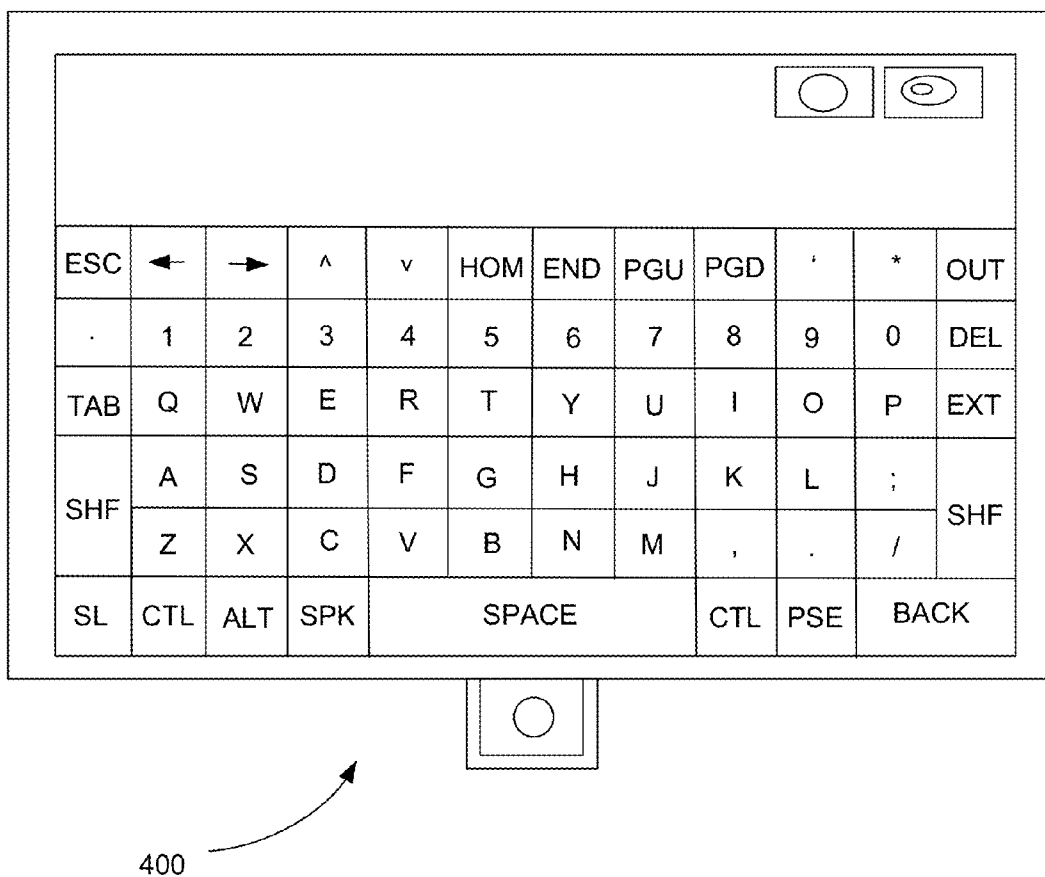 ESC ← → ^ v HOM END PGU PGD ‘ * OUT
. 1 2 3 4 5 6 7 8 9 0 DEL
TAB Q W E R T Y U I O P EXT
A S D F G H J K L ;
SHF SHF
Z X C V B N M , . /
SL CTL ALT SPK SPACE CTL PSE BACK
400